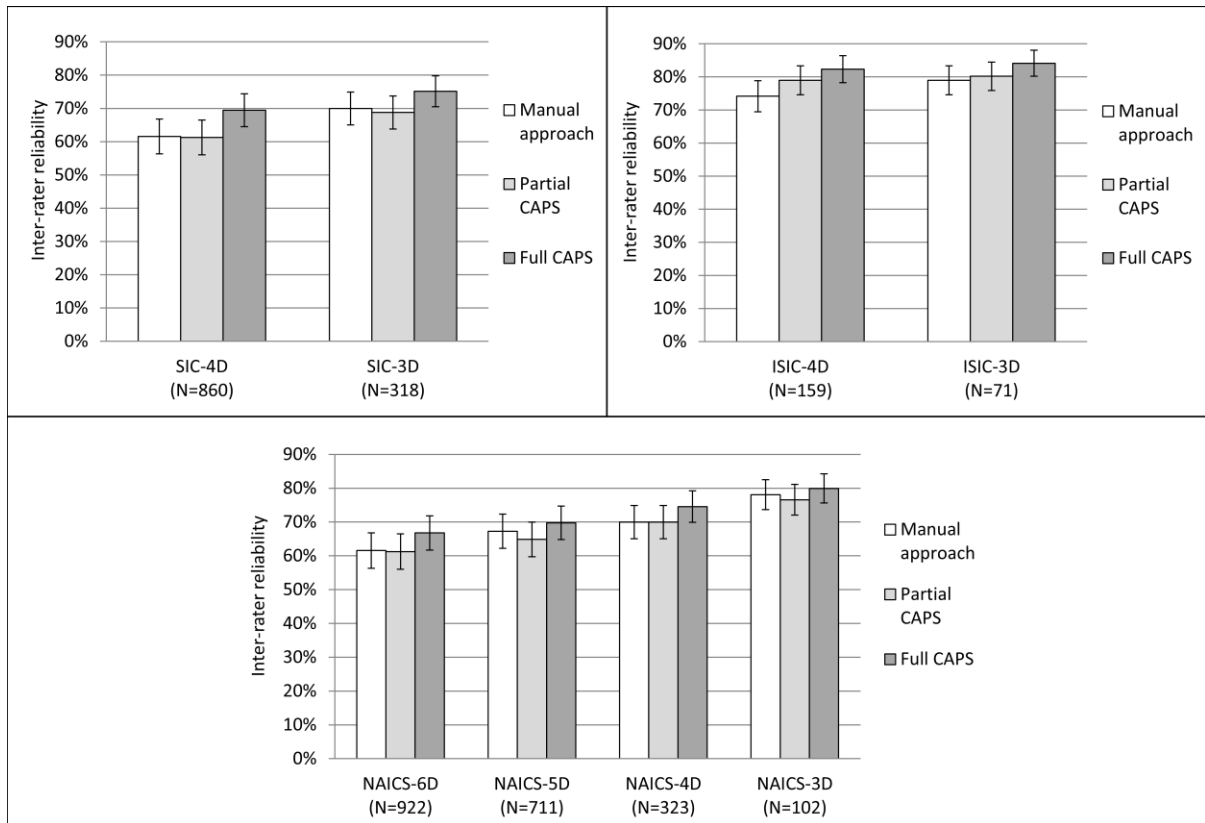 90%
80%
70%
60%
50%
40%
30%
20%
10%
0%
Inter-rater reliability
SIC-4D
(N=860)
SIC-3D
(N=318)
Manual
approach
Partial
CAPS
Full CAPS
90%
80%
70%
60%
50%
40%
30%
20%
10%
0%
Inter-rater reliability
ISIC-4D
(N=159)
ISIC-3D
(N=71)
Manual
approach
Partial
CAPS
Full CAPS
90%
80%
70%
60%
50%
40%
30%
20%
10%
0%
Inter-rater reliability
NAICS-6D
(N=922)
NAICS-5D
(N=711)
NAICS-4D
(N=323)
NAICS-3D
(N=102)
Manual
approach
Partial
CAPS
Full CAPS